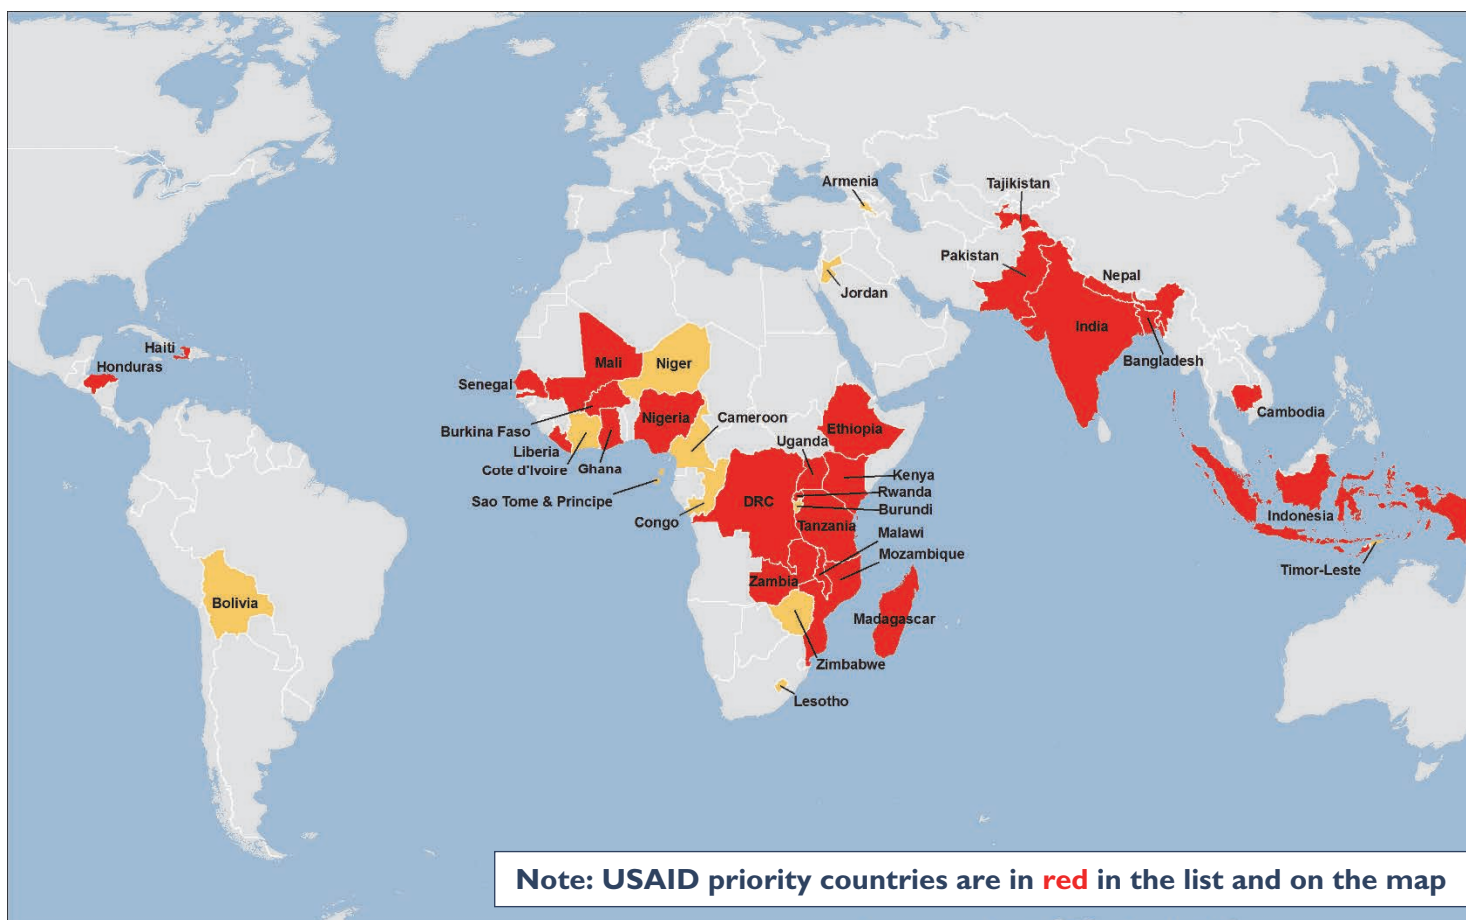 Armenia
Tajikistan
Pakistan
Nepal
Jordan
India
Haiti
Honduras
Bangladesh
Mali
Niger
Senegal
Cambodia
Nigeria
Cameroon
Burkina Faso
Ethiopia
Uganda
Liberia
Cote d'Ivoire
Ghana
Kenya
Rwanda
Sao Tome & Principe
DRC
Burundi
Congo
Tanzania
Indonesia
Malawi
Mozambique
Timor-Leste
Zambia
Bolivia
Madagascar
Zimbabwe
Lesotho
Note: USAID priority countries are in red in the list and on the map